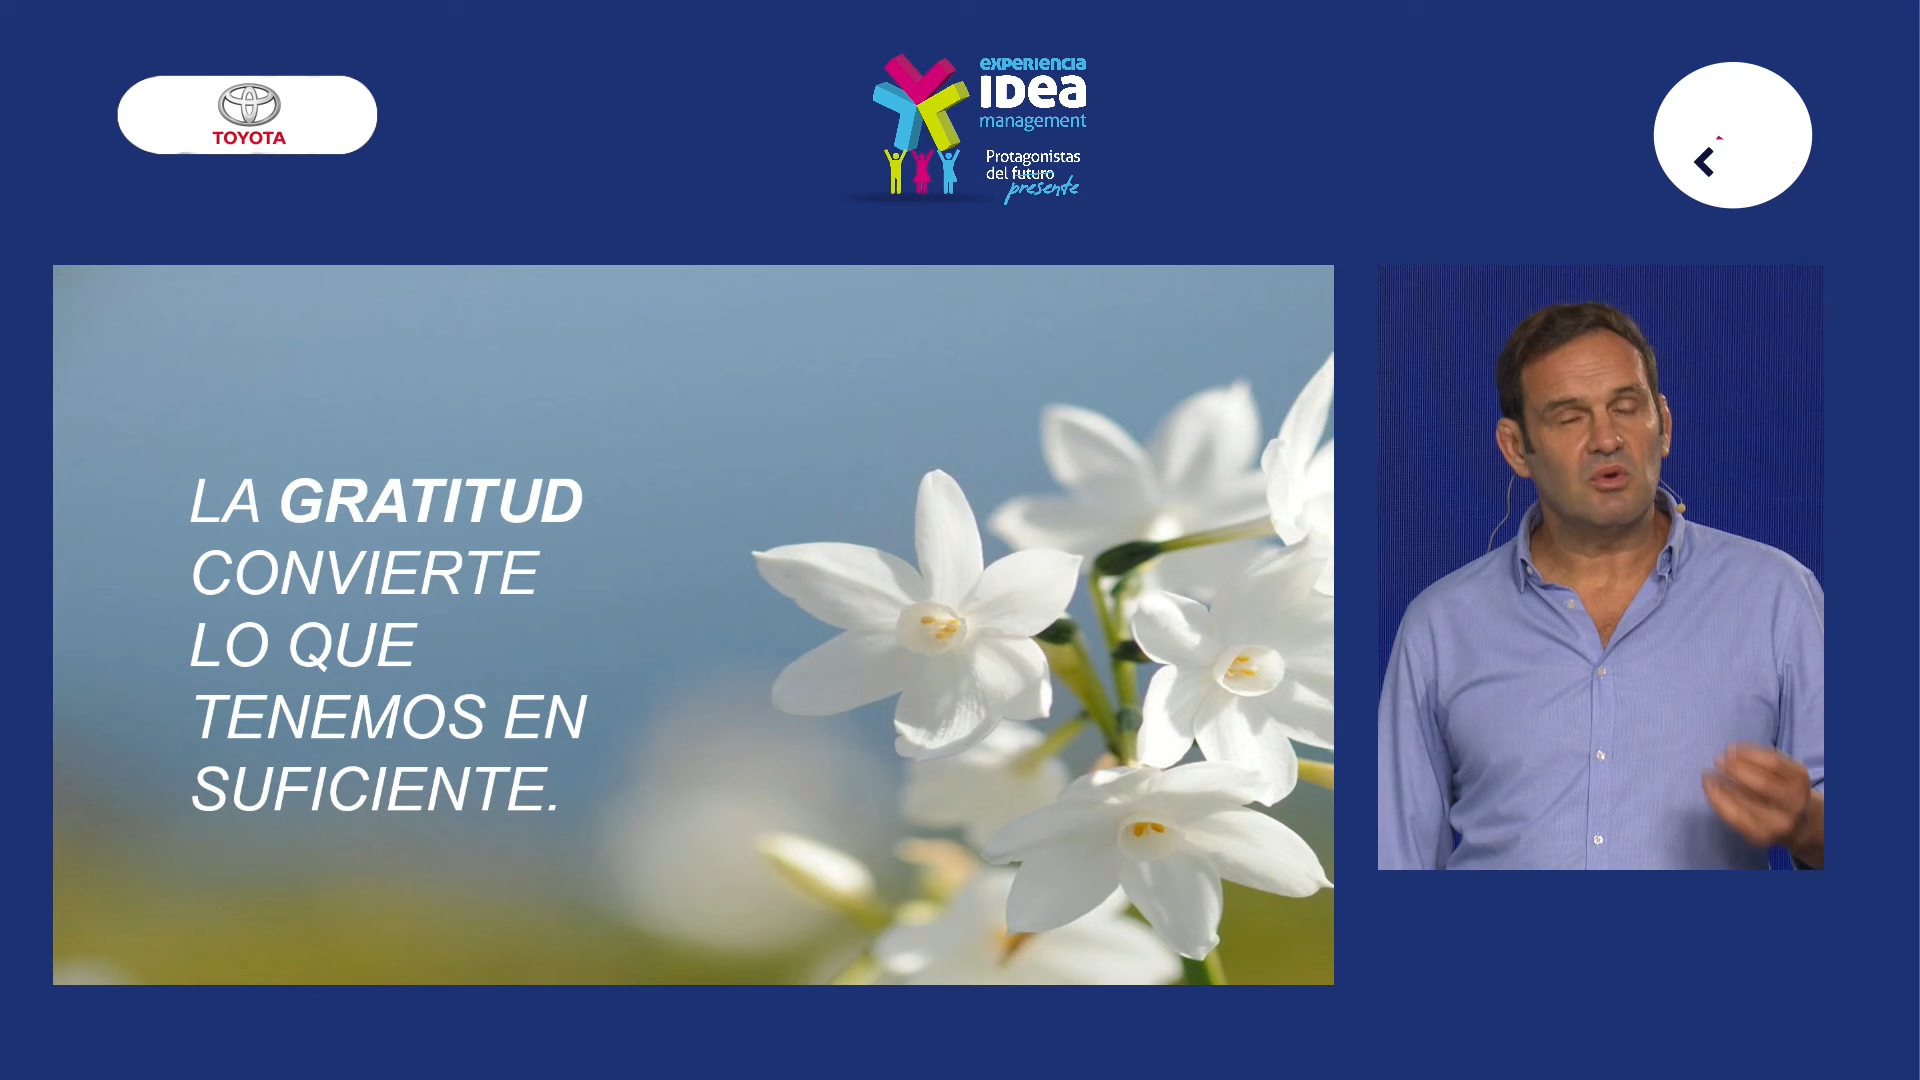 TOYOTA
experiencia
IDea
management
Protagonistas
del futuro
presente
LA GRATITUD
CONVIERTE
LO QUE
TENEMOS EN
SUFICIENTE.